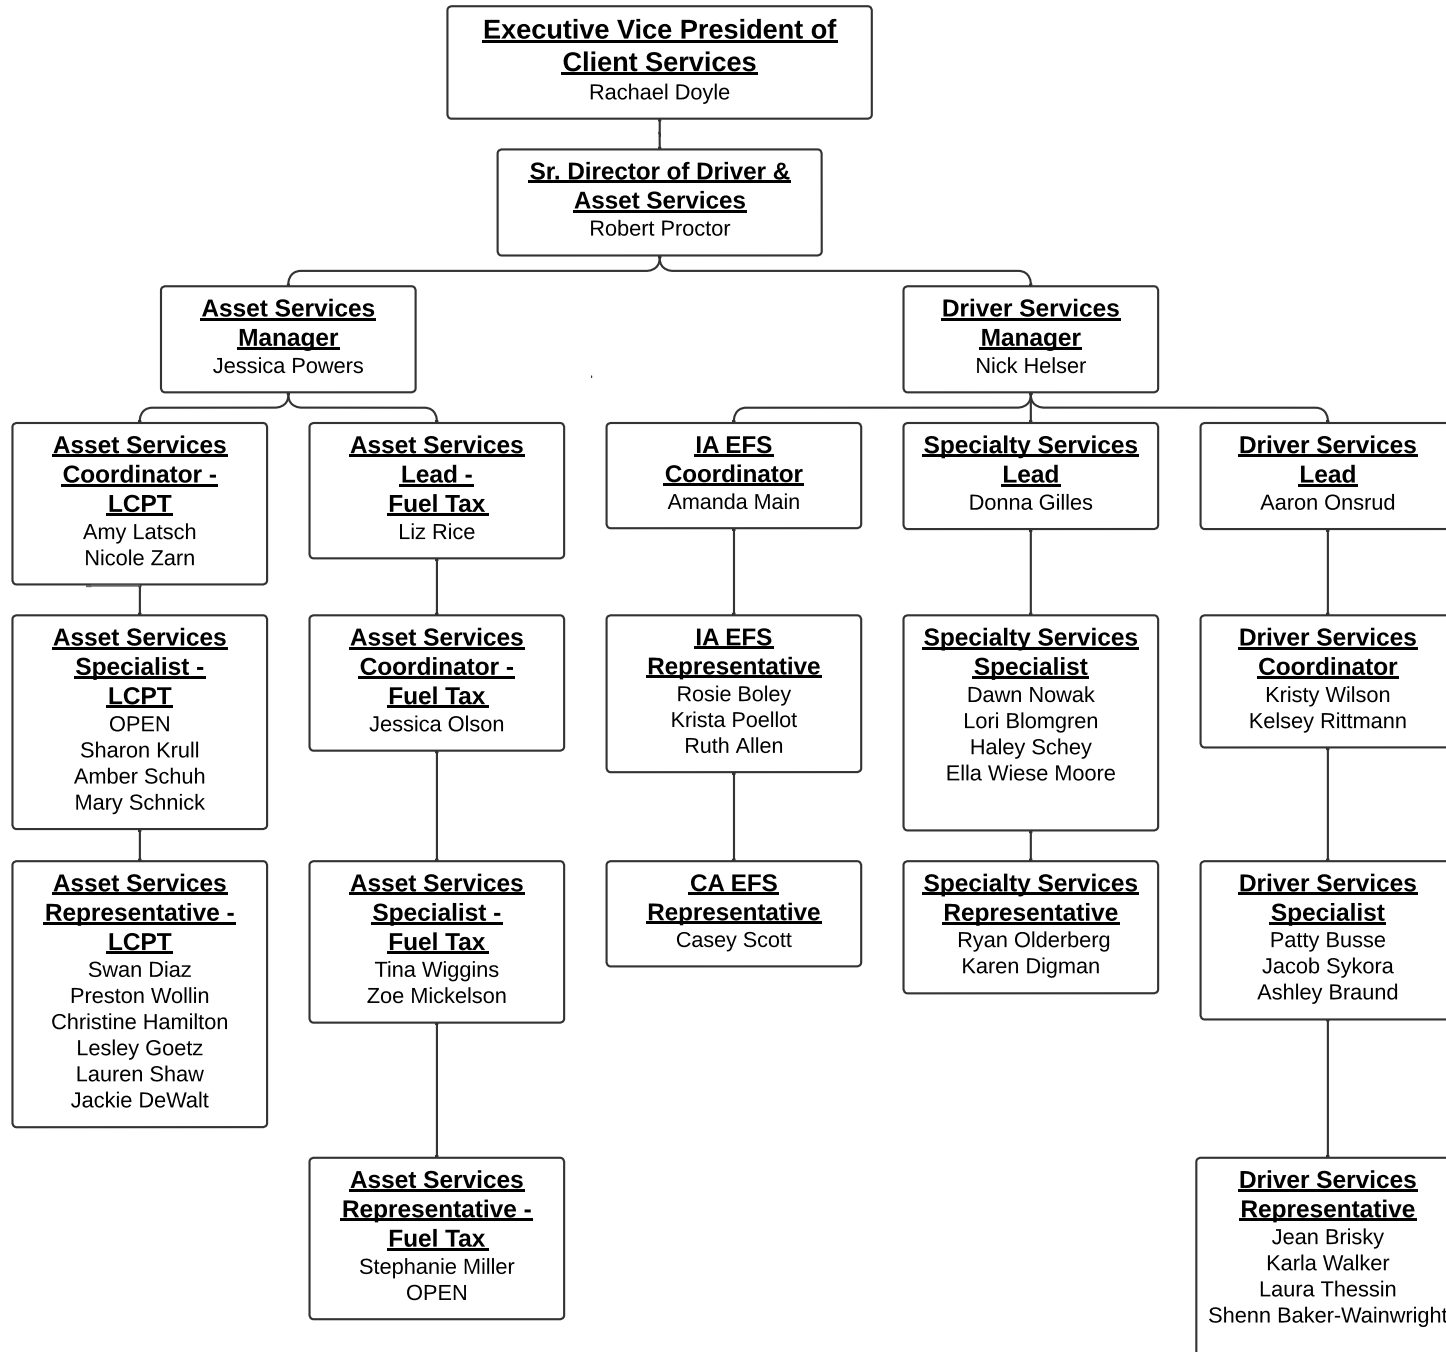 Executive Vice President of
Client Services
Rachael Doyle
Sr. Director of Driver &
Asset Services
Robert Proctor
Asset Services
Manager
Jessica Powers
Driver Services
Manager
Nick Helser
Asset Services
Coordinator -
LCPT
Amy Latsch
Nicole Zarn
Asset Services
Lead -
Fuel Tax
Liz Rice
IA EFS
Coordinator
Amanda Main
Specialty Services
Lead
Donna Gilles
Driver Services
Lead
Aaron Onsrud
Asset Services
Specialist -
LCPT
OPEN
Sharon Krull
Amber Schuh
Mary Schnick
Asset Services
Coordinator -
Fuel Tax
Jessica Olson
IA EFS
Representative
Rosie Boley
Krista Poellot
Ruth Allen
Specialty Services
Specialist
Dawn Nowak
Lori Blomgren
Haley Schey
Ella Wiese Moore
Driver Services
Coordinator
Kristy Wilson
Kelsey Rittmann
Asset Services
Representative -
LCPT
Swan Diaz
Preston Wollin
Christine Hamilton
Lesley Goetz
Lauren Shaw
Jackie DeWalt
Asset Services
Specialist -
Fuel Tax
Tina Wiggins
Zoe Mickelson
CA EFS
Representative
Casey Scott
Specialty Services
Representative
Ryan Olderberg
Karen Digman
Driver Services
Specialist
Patty Busse
Jacob Sykora
Ashley Braund
Asset Services
Representative -
Fuel Tax
Stephanie Miller
OPEN
Driver Services
Representative
Jean Brisky
Karla Walker
Laura Thessin
Shenn Baker-Wainwright